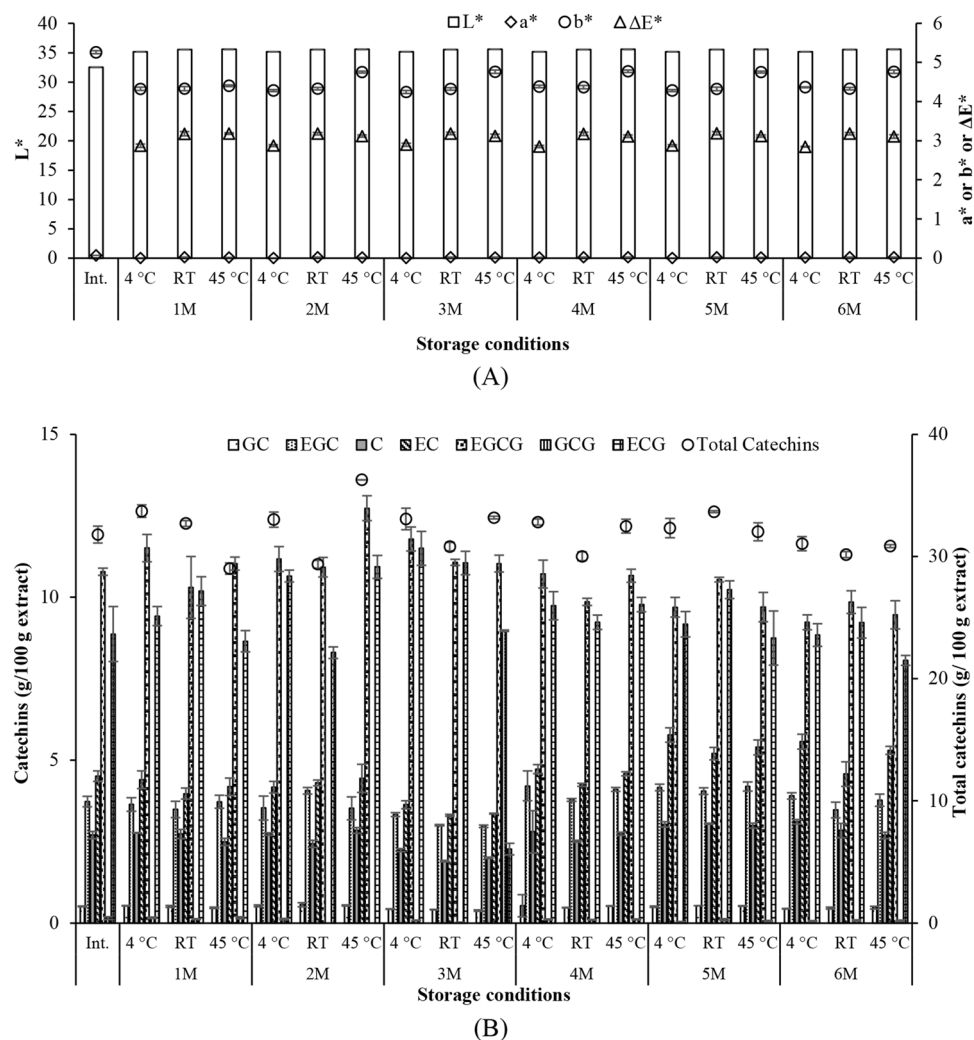 L* a* b* ΔE*
40
35
30
25
20
15
10
5
0
L*
6
5
4
3
2
1
0
a* or b* or ΔE*
Int. 4 °C RT 45 °C 4 °C RT 45 °C 4 °C RT 45 °C 4 °C RT 45 °C 4 °C RT 45 °C 4 °C RT 45 °C
1M 2M 3M 4M 5M 6M
Storage conditions
(A)
GC EGC C EC EGCG GCG ECG Total Catechins
15
10
5
0
Catechins (g/100 g extract)
40
30
20
10
0
Total catechins (g/ 100 g extract)
Int. 4 °C RT 45 °C 4 °C RT 45 °C 4 °C RT 45 °C 4 °C RT 45 °C 4 °C RT 45 °C 4 °C RT 45 °C
1M 2M 3M 4M 5M 6M
Storage conditions
(B)